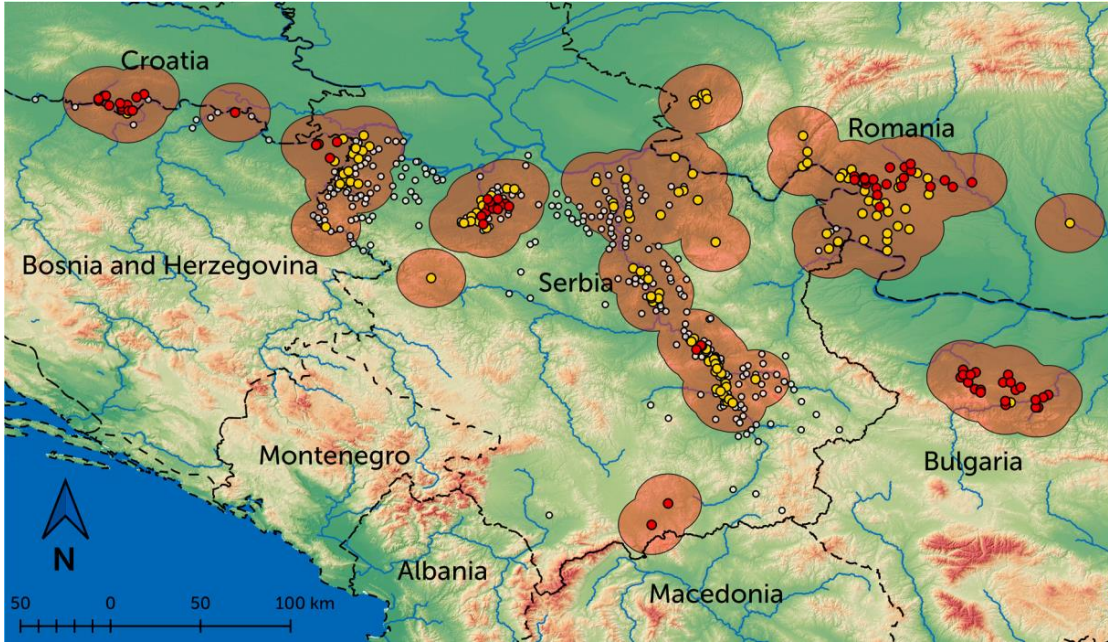 Croatia
Romania
Bosnia and Herzegovina
Serbia
Montenegro
Bulgaria
N
Albania
Macedonia
50 0 50 100 km